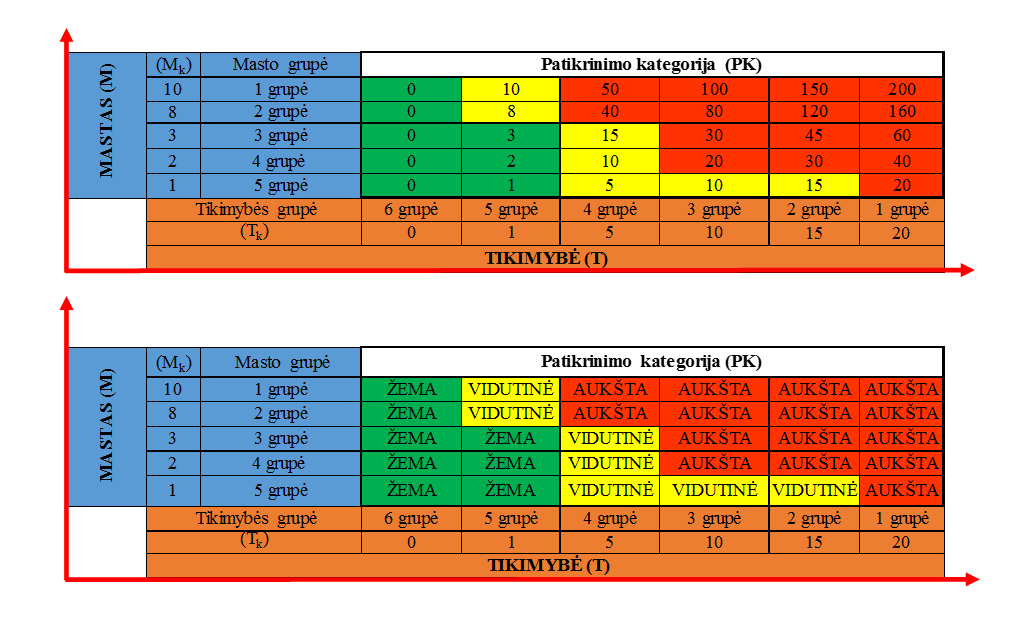 (Mk) Masto grupė Patikrinimo kategorija (PK)
MASTAS (M)
10 1 grupė 0 10 50 100 150 200
8 2 grupė 0 8 40 80 120 160
3 3 grupė 0 3 15 30 45 60
2 4 grupė 0 2 10 20 30 40
1 5 grupė 0 1 5 10 15 20
Tikimybės grupė 6 grupė 5 grupė 4 grupė 3 grupė 2 grupė 1 grupė
(Tk) 0 1 5 10 15 20
TIKIMYBĖ (T)
(Mk) Masto grupė Patikrinimo kategorija (PK)
MASTAS (M)
10 1 grupė ŽEMA VIDUTINĖ AUKŠTA AUKŠTA AUKŠTA AUKŠTA
8 2 grupė ŽEMA VIDUTINĖ AUKŠTA AUKŠTA AUKŠTA AUKŠTA
3 3 grupė ŽEMA ŽEMA VIDUTINĖ AUKŠTA AUKŠTA AUKŠTA
2 4 grupė ŽEMA ŽEMA VIDUTINĖ AUKŠTA AUKŠTA AUKŠTA
1 5 grupė ŽEMA ŽEMA VIDUTINĖ VIDUTINĖ VIDUTINĖ AUKŠTA
Tikimybės grupė 6 grupė 5 grupė 4 grupė 3 grupė 2 grupė 1 grupė
(Tk) 0 1 5 10 15 20
TIKIMYBĖ (T)